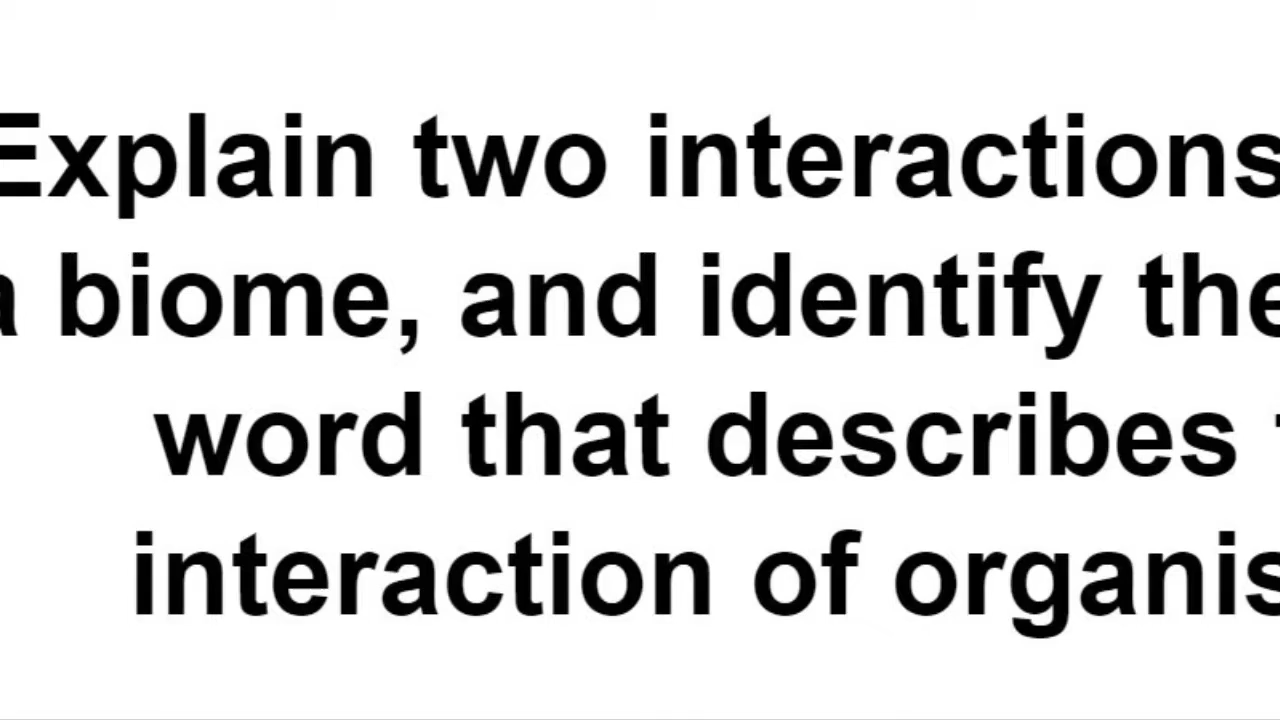 Explain two interactions
a biome, and identify the
word that describes
interaction of organis